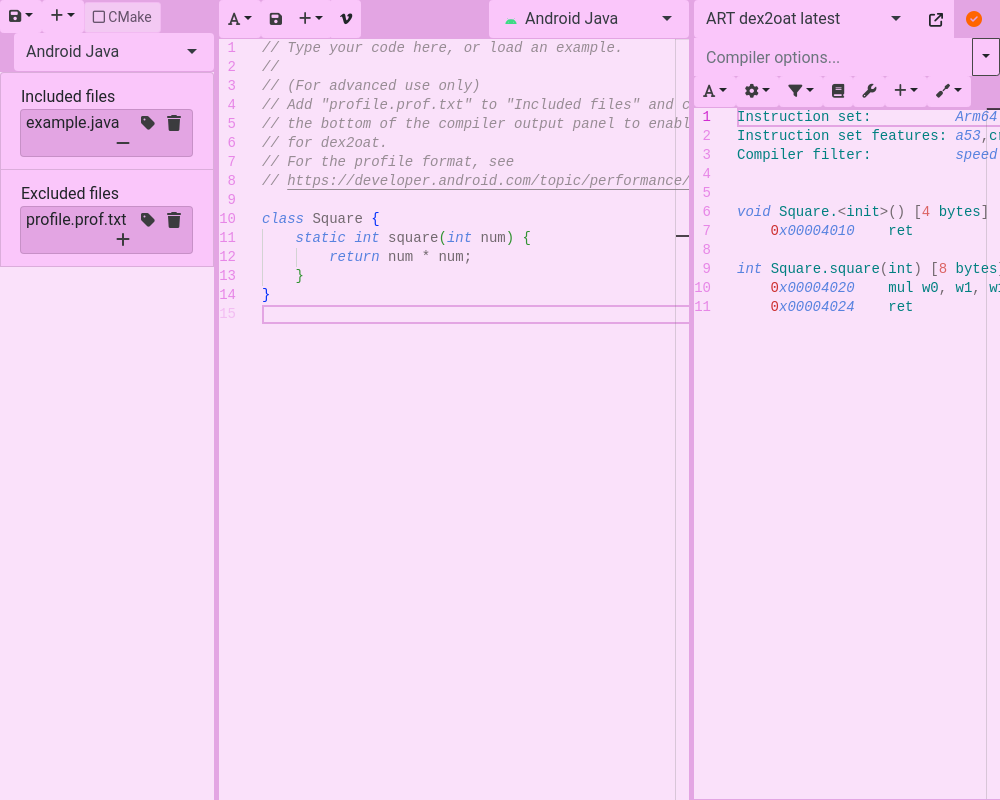 CMake
Android Java
Included files
example.java
Excluded files
profile.prof.txt
A
Android Java
1 // Type your code here, or load an example.
2 //
3 // (For advanced use only)
4 // Add "profile.prof.txt" to "Included files" and c
5 // the bottom of the compiler output panel to enabl
6 // for dex2oat.
7 // For the profile format, see
8 // https://developer.android.com/topic/performance/
9
10 class Square {
11 static int square(int num) {
12 return num * num;
13 }
14 }
15
ART dex2oat latest
Compiler options...
A
1 Instruction set: Arm64
2 Instruction set features: a53,cr
3 Compiler filter: speed
4
5
6 void Square.<init>() [4 bytes]
7 0x00004010 ret
8
9 int Square.square(int) [8 bytes]
10 0x00004020 mul w0, w1, w1
11 0x00004024 ret